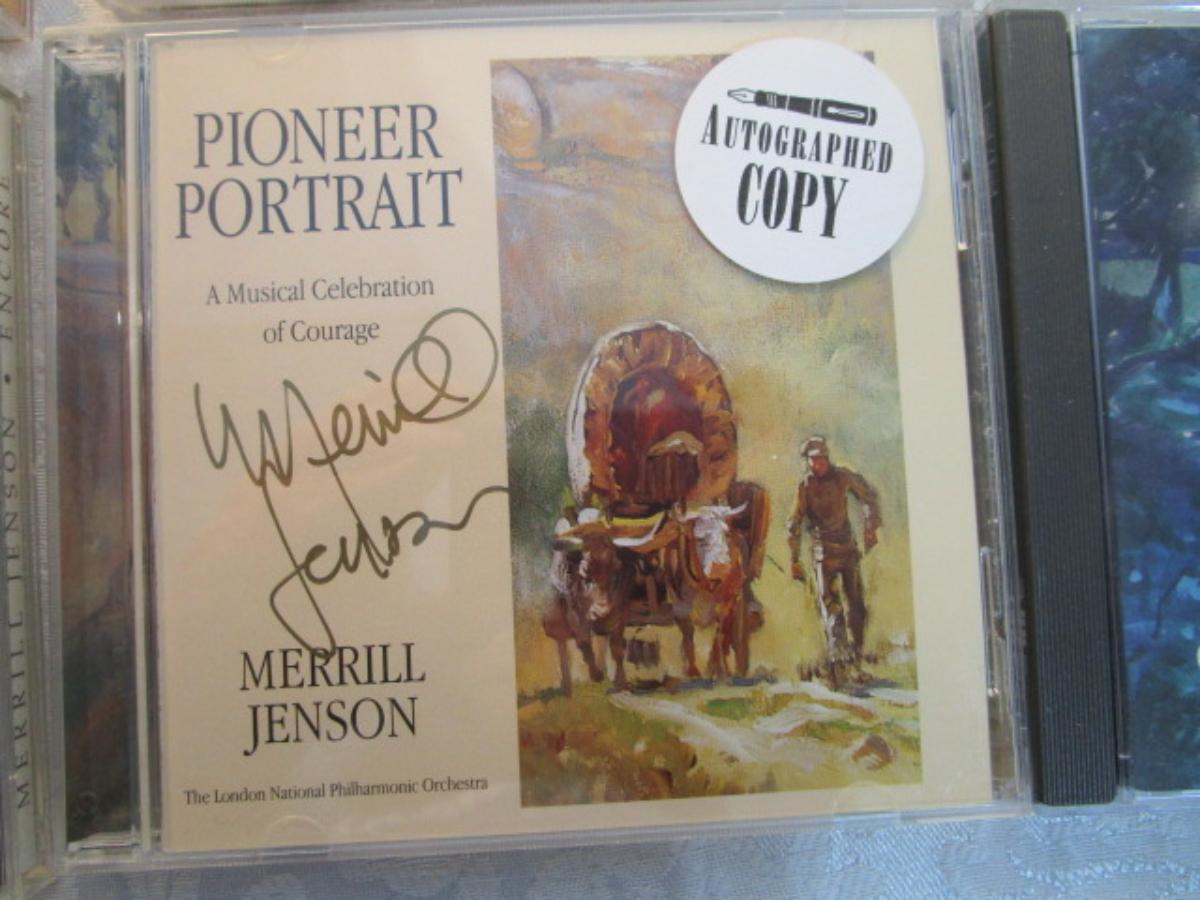 PIONEER
PORTRAIT
A Musical Celebration
of Courage
Merrill
Jenson
MERRILL
JENSON
The London National Philharmonic Orchestra
AUTOGRAPHED
COPY
MERRILL JENSON • ENCORE